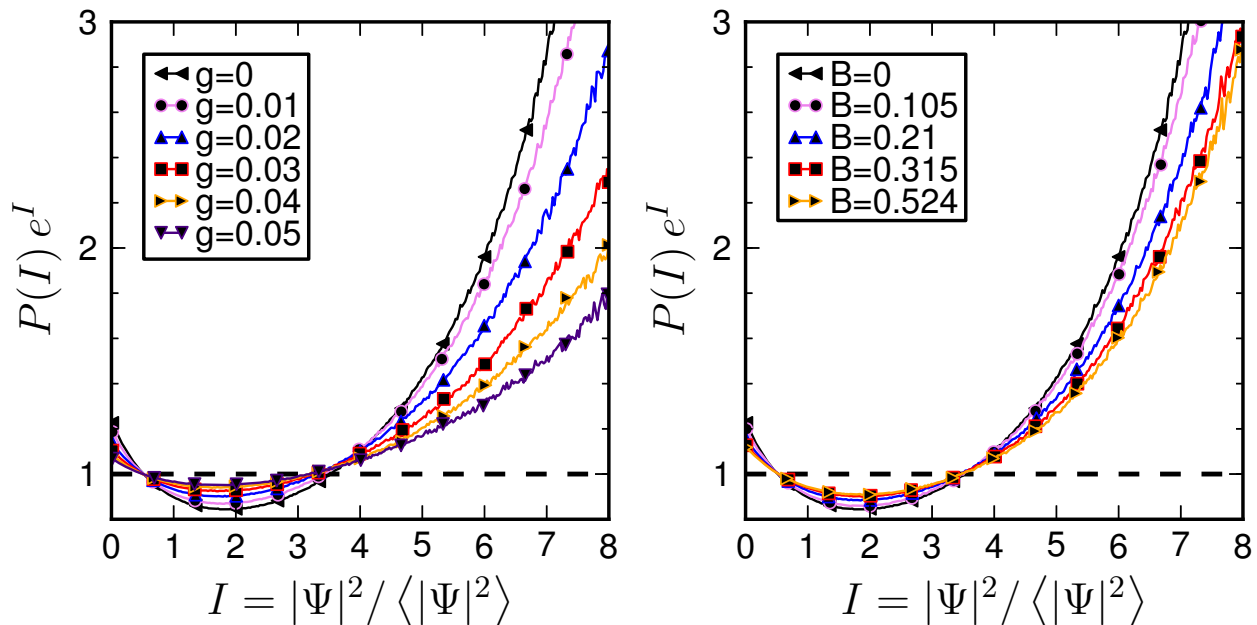 3
2
1
P(I) e^I
g=0
g=0.01
g=0.02
g=0.03
g=0.04
g=0.05
0 1 2 3 4 5 6 7 8
I = |Ψ|²/⟨|Ψ|²⟩
3
2
1
P(I) e^I
B=0
B=0.105
B=0.21
B=0.315
B=0.524
0 1 2 3 4 5 6 7 8
I = |Ψ|²/⟨|Ψ|²⟩